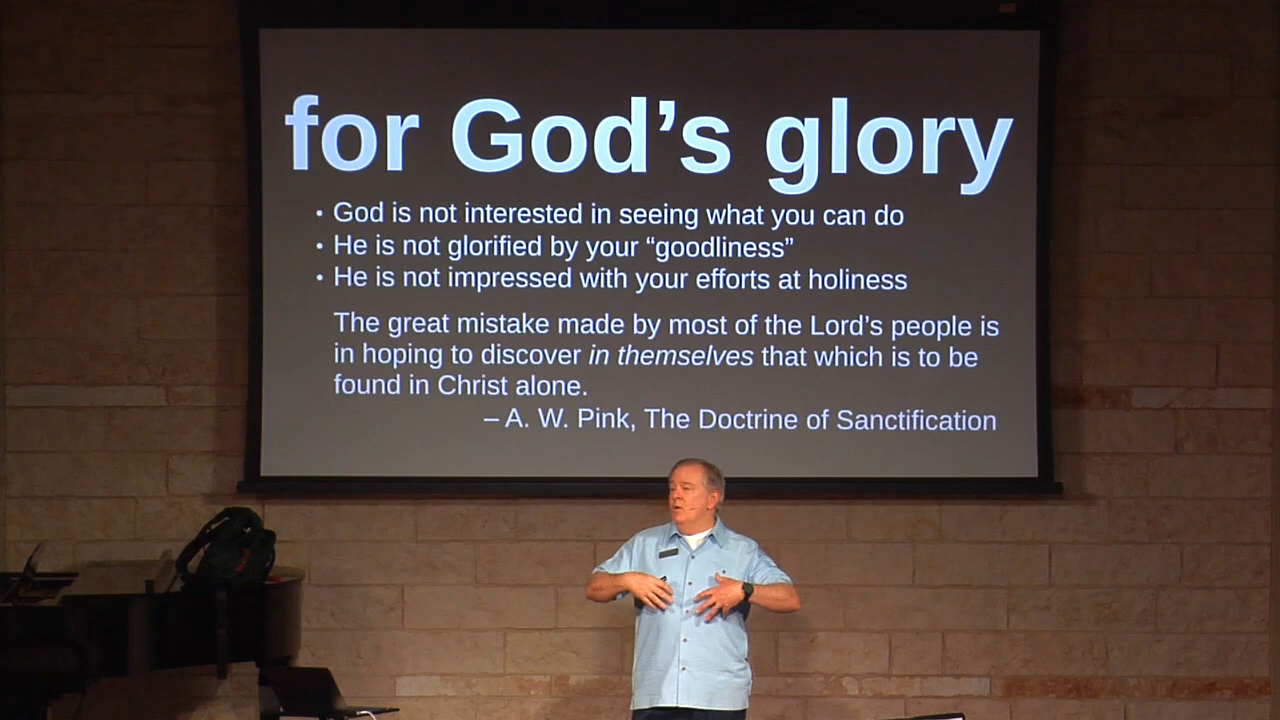 for God’s glory
• God is not interested in seeing what you can do
• He is not glorified by your “goodliness”
• He is not impressed with your efforts at holiness
The great mistake made by most of the Lord’s people is
in hoping to discover in themselves that which is to be
found in Christ alone.
– A. W. Pink, The Doctrine of Sanctification